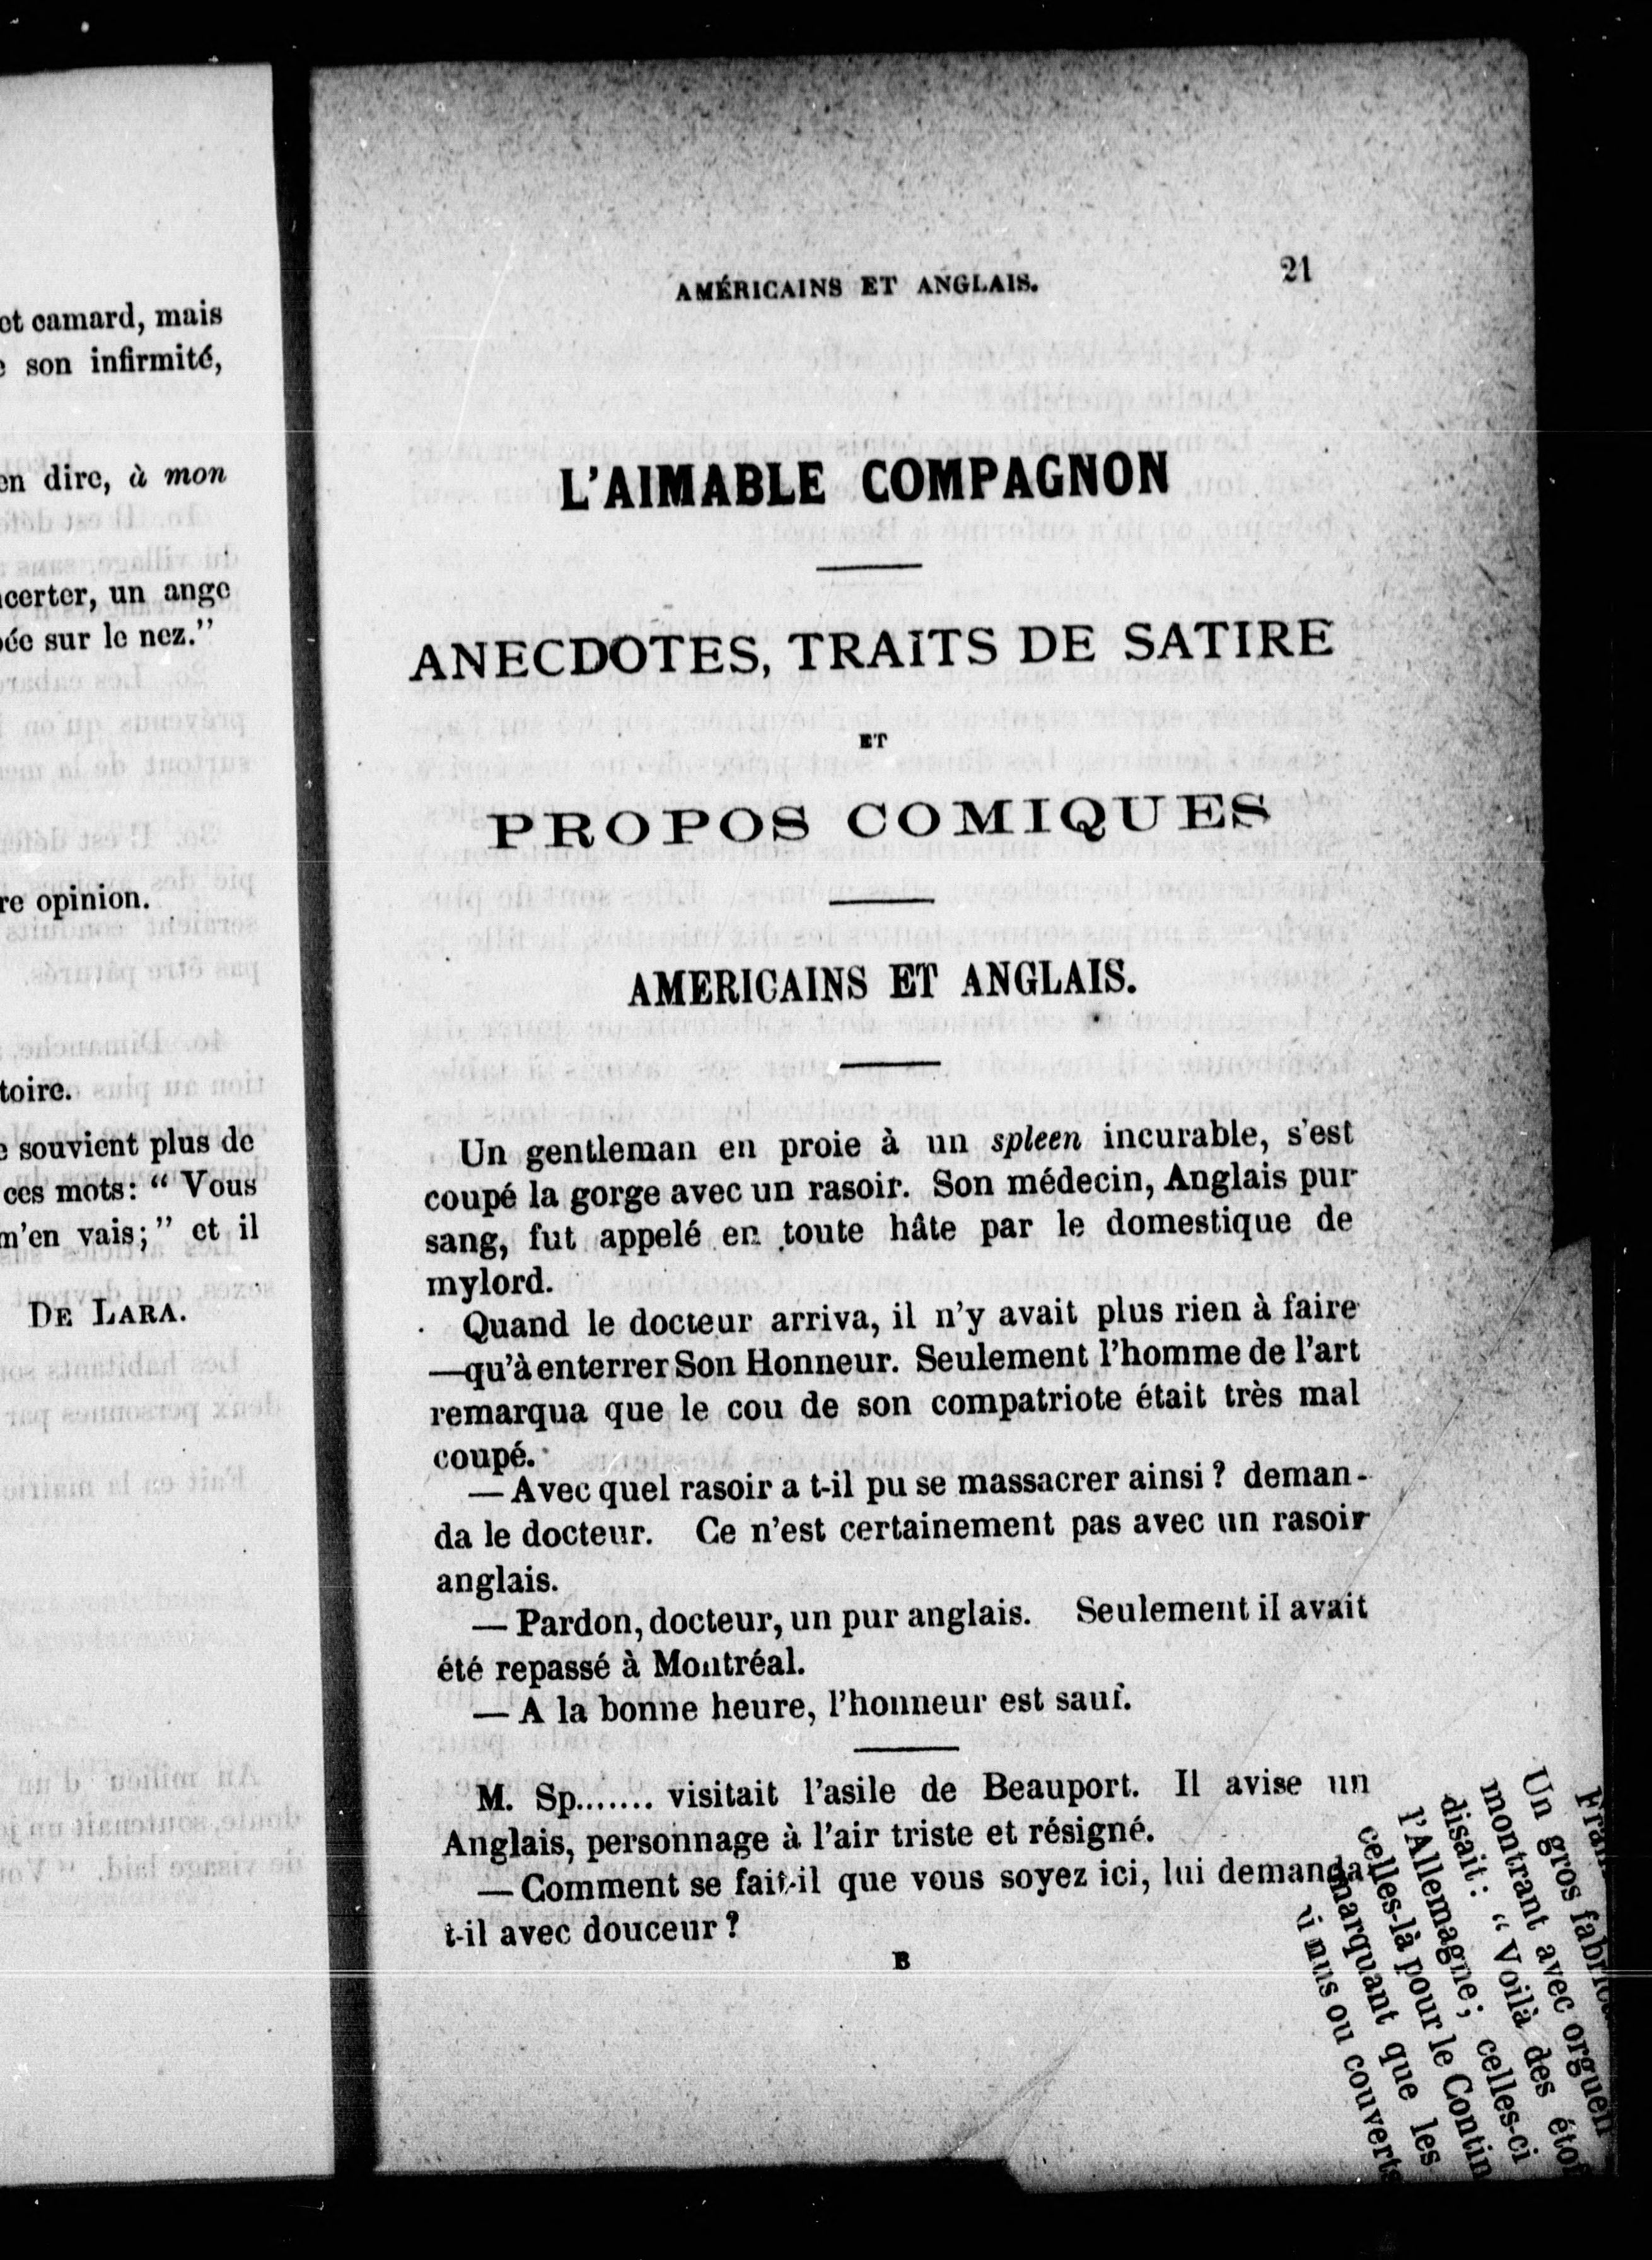 ot camard, mais
son infirmité,
en dire, à mon
certer, un ange
sur le nez."
re opinion.
toire.
souvient plus de
ces mots: " Vous
m'en vais; " et il
DE LARA.
AMÉRICAINS ET ANGLAIS. 21
L'AIMABLE COMPAGNON
ANECDOTES, TRAITS DE SATIRE
ET
PROPOS COMIQUES
AMERICAINS ET ANGLAIS.
Un gentleman en proie à un spleen incurable, s'est
coupé la gorge avec un rasoir. Son médecin, Anglais pur
sang, fut appelé en toute hâte par le domestique de
mylord.
Quand le docteur arriva, il n'y avait plus rien à faire
—qu'à enterrer Son Honneur. Seulement l'homme de l'art
remarqua que le cou de son compatriote était très mal
coupé.
— Avec quel rasoir a t-il pu se massacrer ainsi ? deman-
da le docteur. Ce n'est certainement pas avec un rasoir
anglais.
— Pardon, docteur, un pur anglais. Seulement il avait
été repassé à Montréal.
— A la bonne heure, l'honneur est sauf.
M. Sp....... visitait l'asile de Beauport. Il avise un
Anglais, personnage à l'air triste et résigné.
— Comment se fait-il que vous soyez ici, lui demanda
t-il avec douceur ?
B
Un gros fabric
montrant avec orgueil
disait : " Voilà des étof
l'Allemagne ; celles-ci
celles-là pour le Contin
marquant que les
nus ou couverts